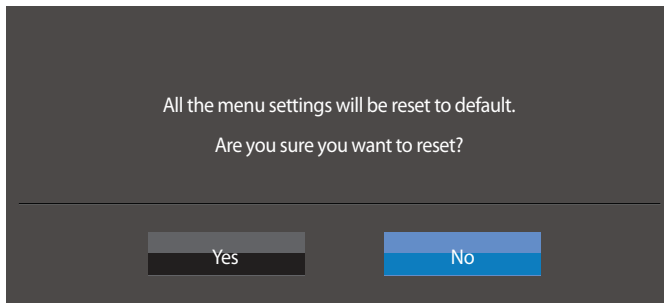 All the menu settings will be reset to default.
Are you sure you want to reset?
Yes No